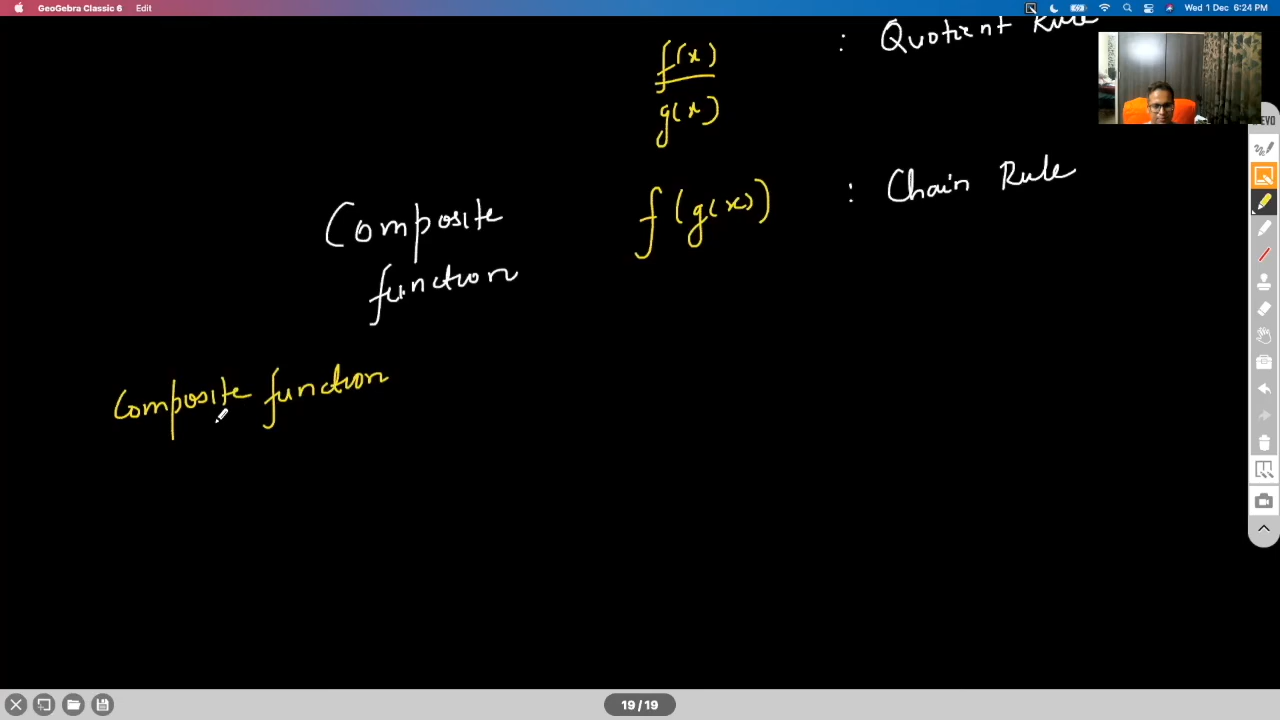 GeoGebra Classic 6 Edit Wed 1 Dec 6:24 PM
f(x)
g(x)
: Quotient Rule
Composite
function
f(g(x))
: Chain Rule
Composite function
19 / 19